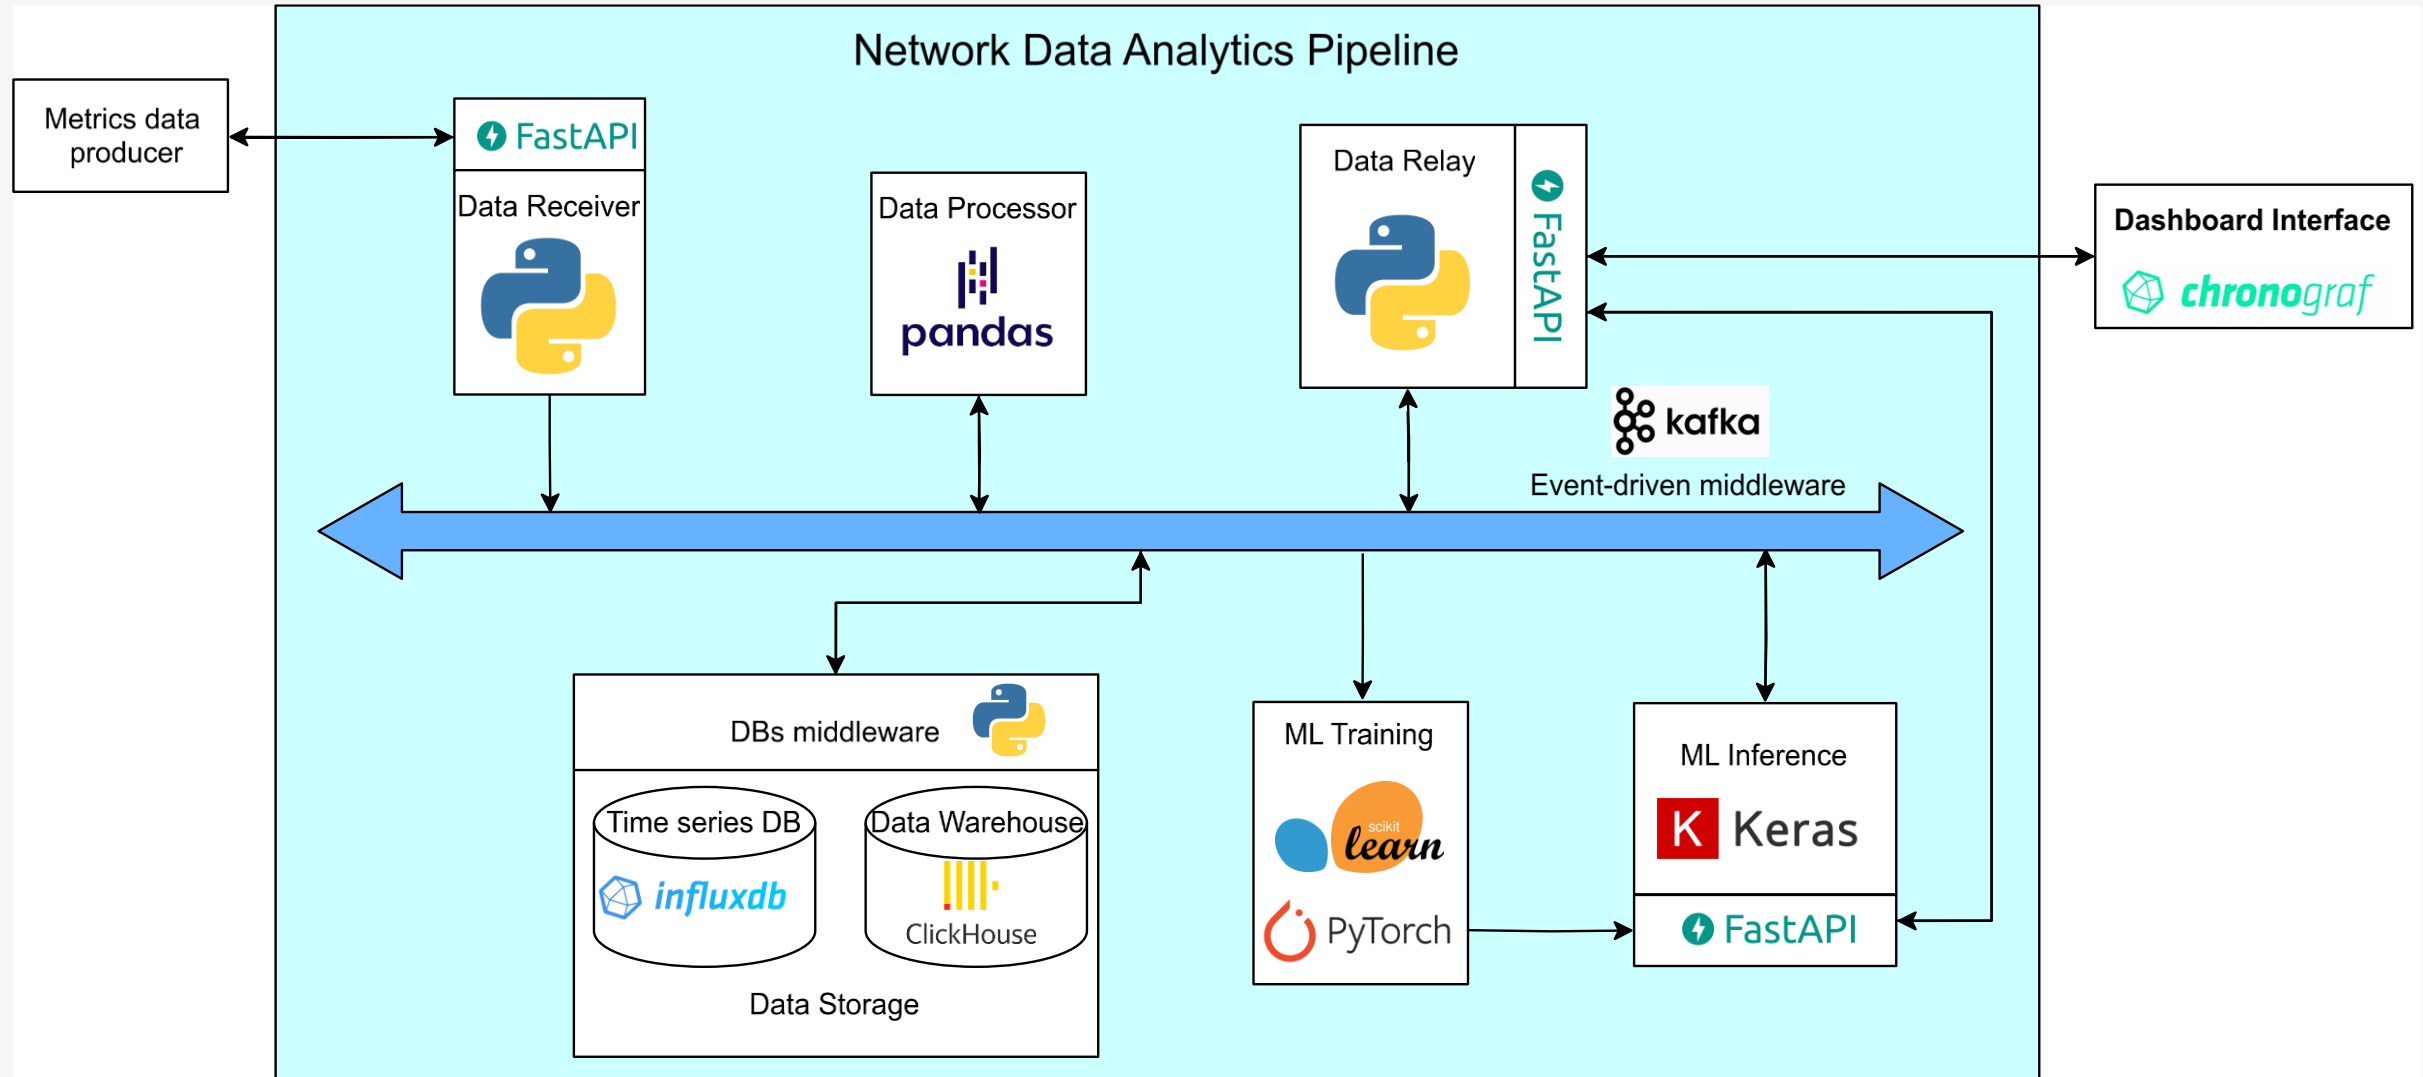 Network Data Analytics Pipeline
Metrics data
producer
FastAPI
Data Receiver
Data Processor
pandas
Data Relay
FastAPI
Dashboard Interface
chronograf
kafka
Event-driven middleware
DBs middleware
Time series DB
influxdb
Data Warehouse
ClickHouse
Data Storage
ML Training
scikit
learn
PyTorch
ML Inference
K Keras
FastAPI